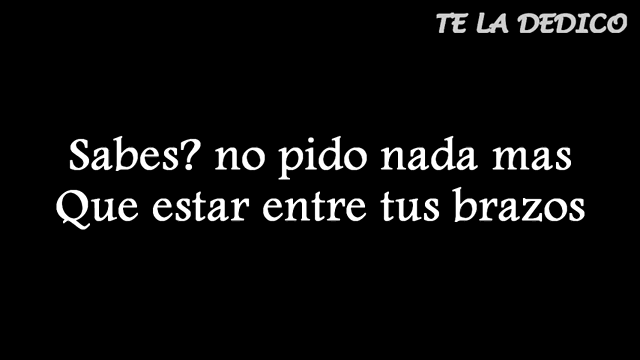 TE LA DEDICO
Sabes? no pido nada mas
Que estar entre tus brazos